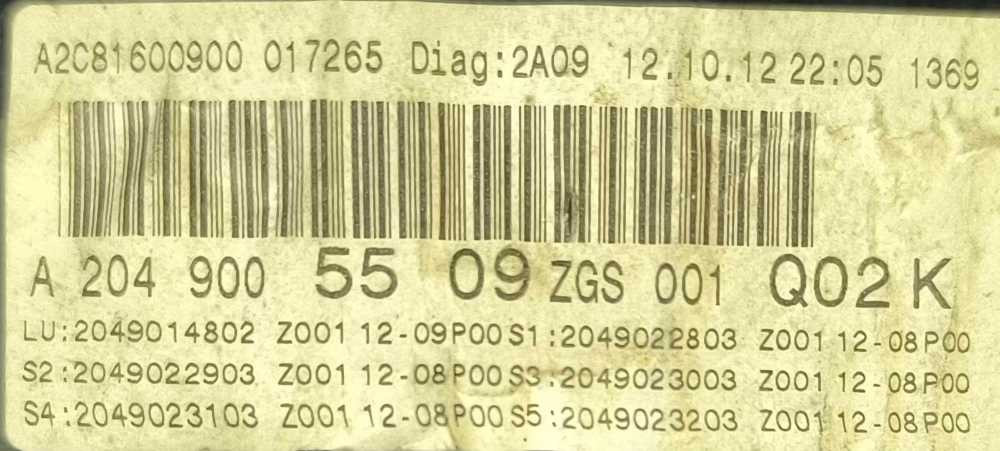 A2C81600900 017265 Diag:2A09 12.10.12 22:05 1369
A 204 900 55 09 ZGS 001 Q02 K
LU:2049014802 Z001 12-09P00 S1:2049022803 Z001 12-08P00
S2:2049022903 Z001 12-08P00 S3:2049023003 Z001 12-08P00
S4:2049023103 Z001 12-08P00 S5:2049023203 Z001 12-08P00